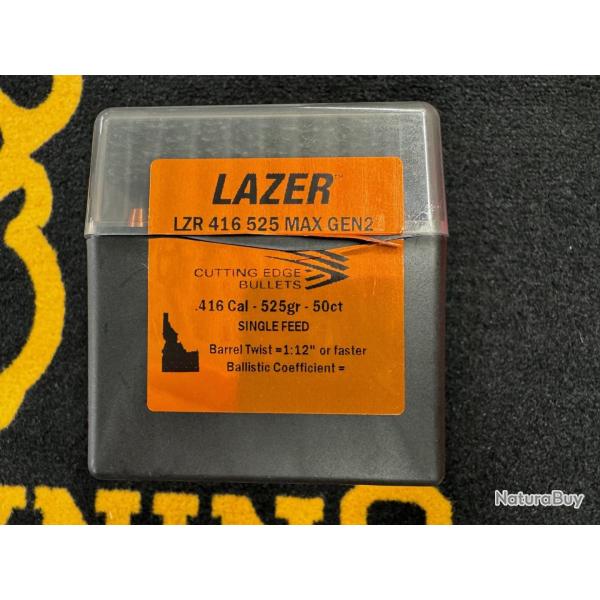 LAZER™
LZR 416 525 MAX GEN2
CUTTING EDGE
BULLETS
.416 Cal - 525gr - 50ct
SINGLE FEED
Barrel Twist =1:12" or faster
Ballistic Coefficient =
NaturaBuy